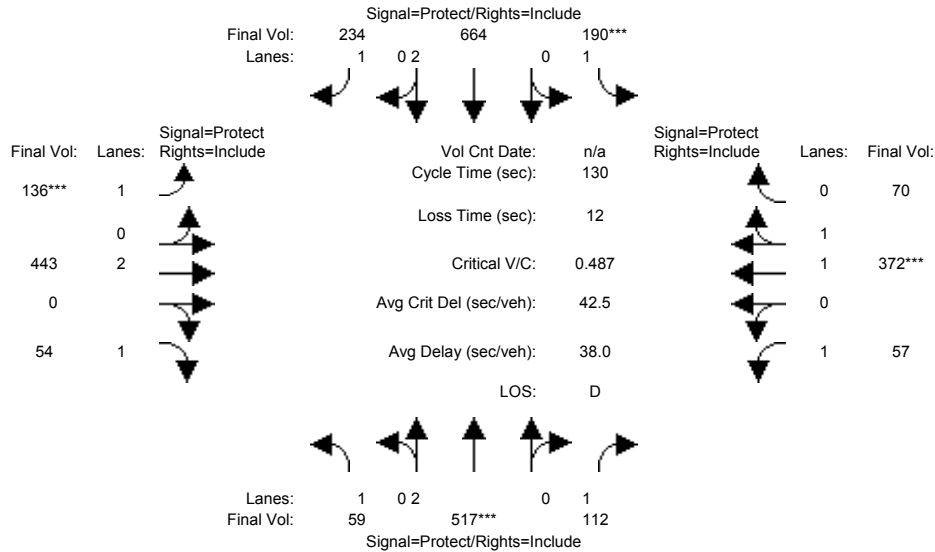 Signal=Protect/Rights=Include
Final Vol: 234 664 190***
Lanes: 1 0 2 0 1
Signal=Protect
Final Vol: Lanes: Rights=Include
Vol Cnt Date: n/a
Signal=Protect
Rights=Include Lanes: Final Vol:
Cycle Time (sec): 130
136*** 1
0 70
Loss Time (sec): 12
0
1
443 2
Critical V/C: 0.487
1 372***
0
Avg Crit Del (sec/veh): 42.5
0
54 1
Avg Delay (sec/veh): 38.0
1 57
LOS: D
Lanes: 1 0 2 0 1
Final Vol: 59 517*** 112
Signal=Protect/Rights=Include